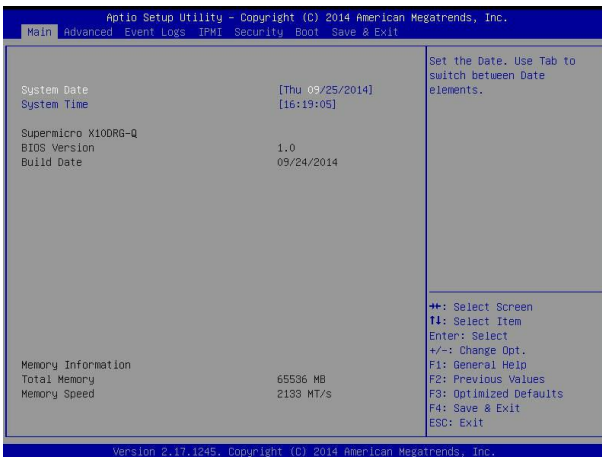 Aptio Setup Utility – Copyright (C) 2014 American Megatrends, Inc.
Main Advanced Event Logs IPMI Security Boot Save & Exit
System Date [Thu 09/25/2014]
System Time [16:19:05]
Supermicro X10DRG-Q
BIOS Version 1.0
Build Date 09/24/2014
Memory Information
Total Memory 65536 MB
Memory Speed 2133 MT/s
Set the Date. Use Tab to
switch between Date
elements.
→←: Select Screen
↑↓: Select Item
Enter: Select
+/-: Change Opt.
F1: General Help
F2: Previous Values
F3: Optimized Defaults
F4: Save & Exit
ESC: Exit
Version 2.17.1245. Copyright (C) 2014 American Megatrends, Inc.